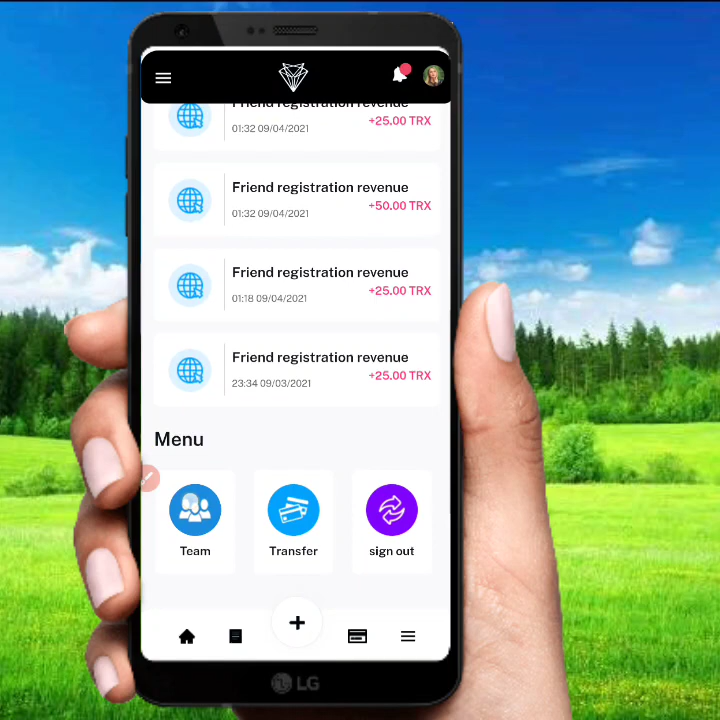 Friend registration revenue
+25.00 TRX
01:32 09/04/2021
Friend registration revenue
+50.00 TRX
01:32 09/04/2021
Friend registration revenue
+25.00 TRX
01:18 09/04/2021
Friend registration revenue
+25.00 TRX
23:34 09/03/2021
Menu
Team
Transfer
sign out
LG